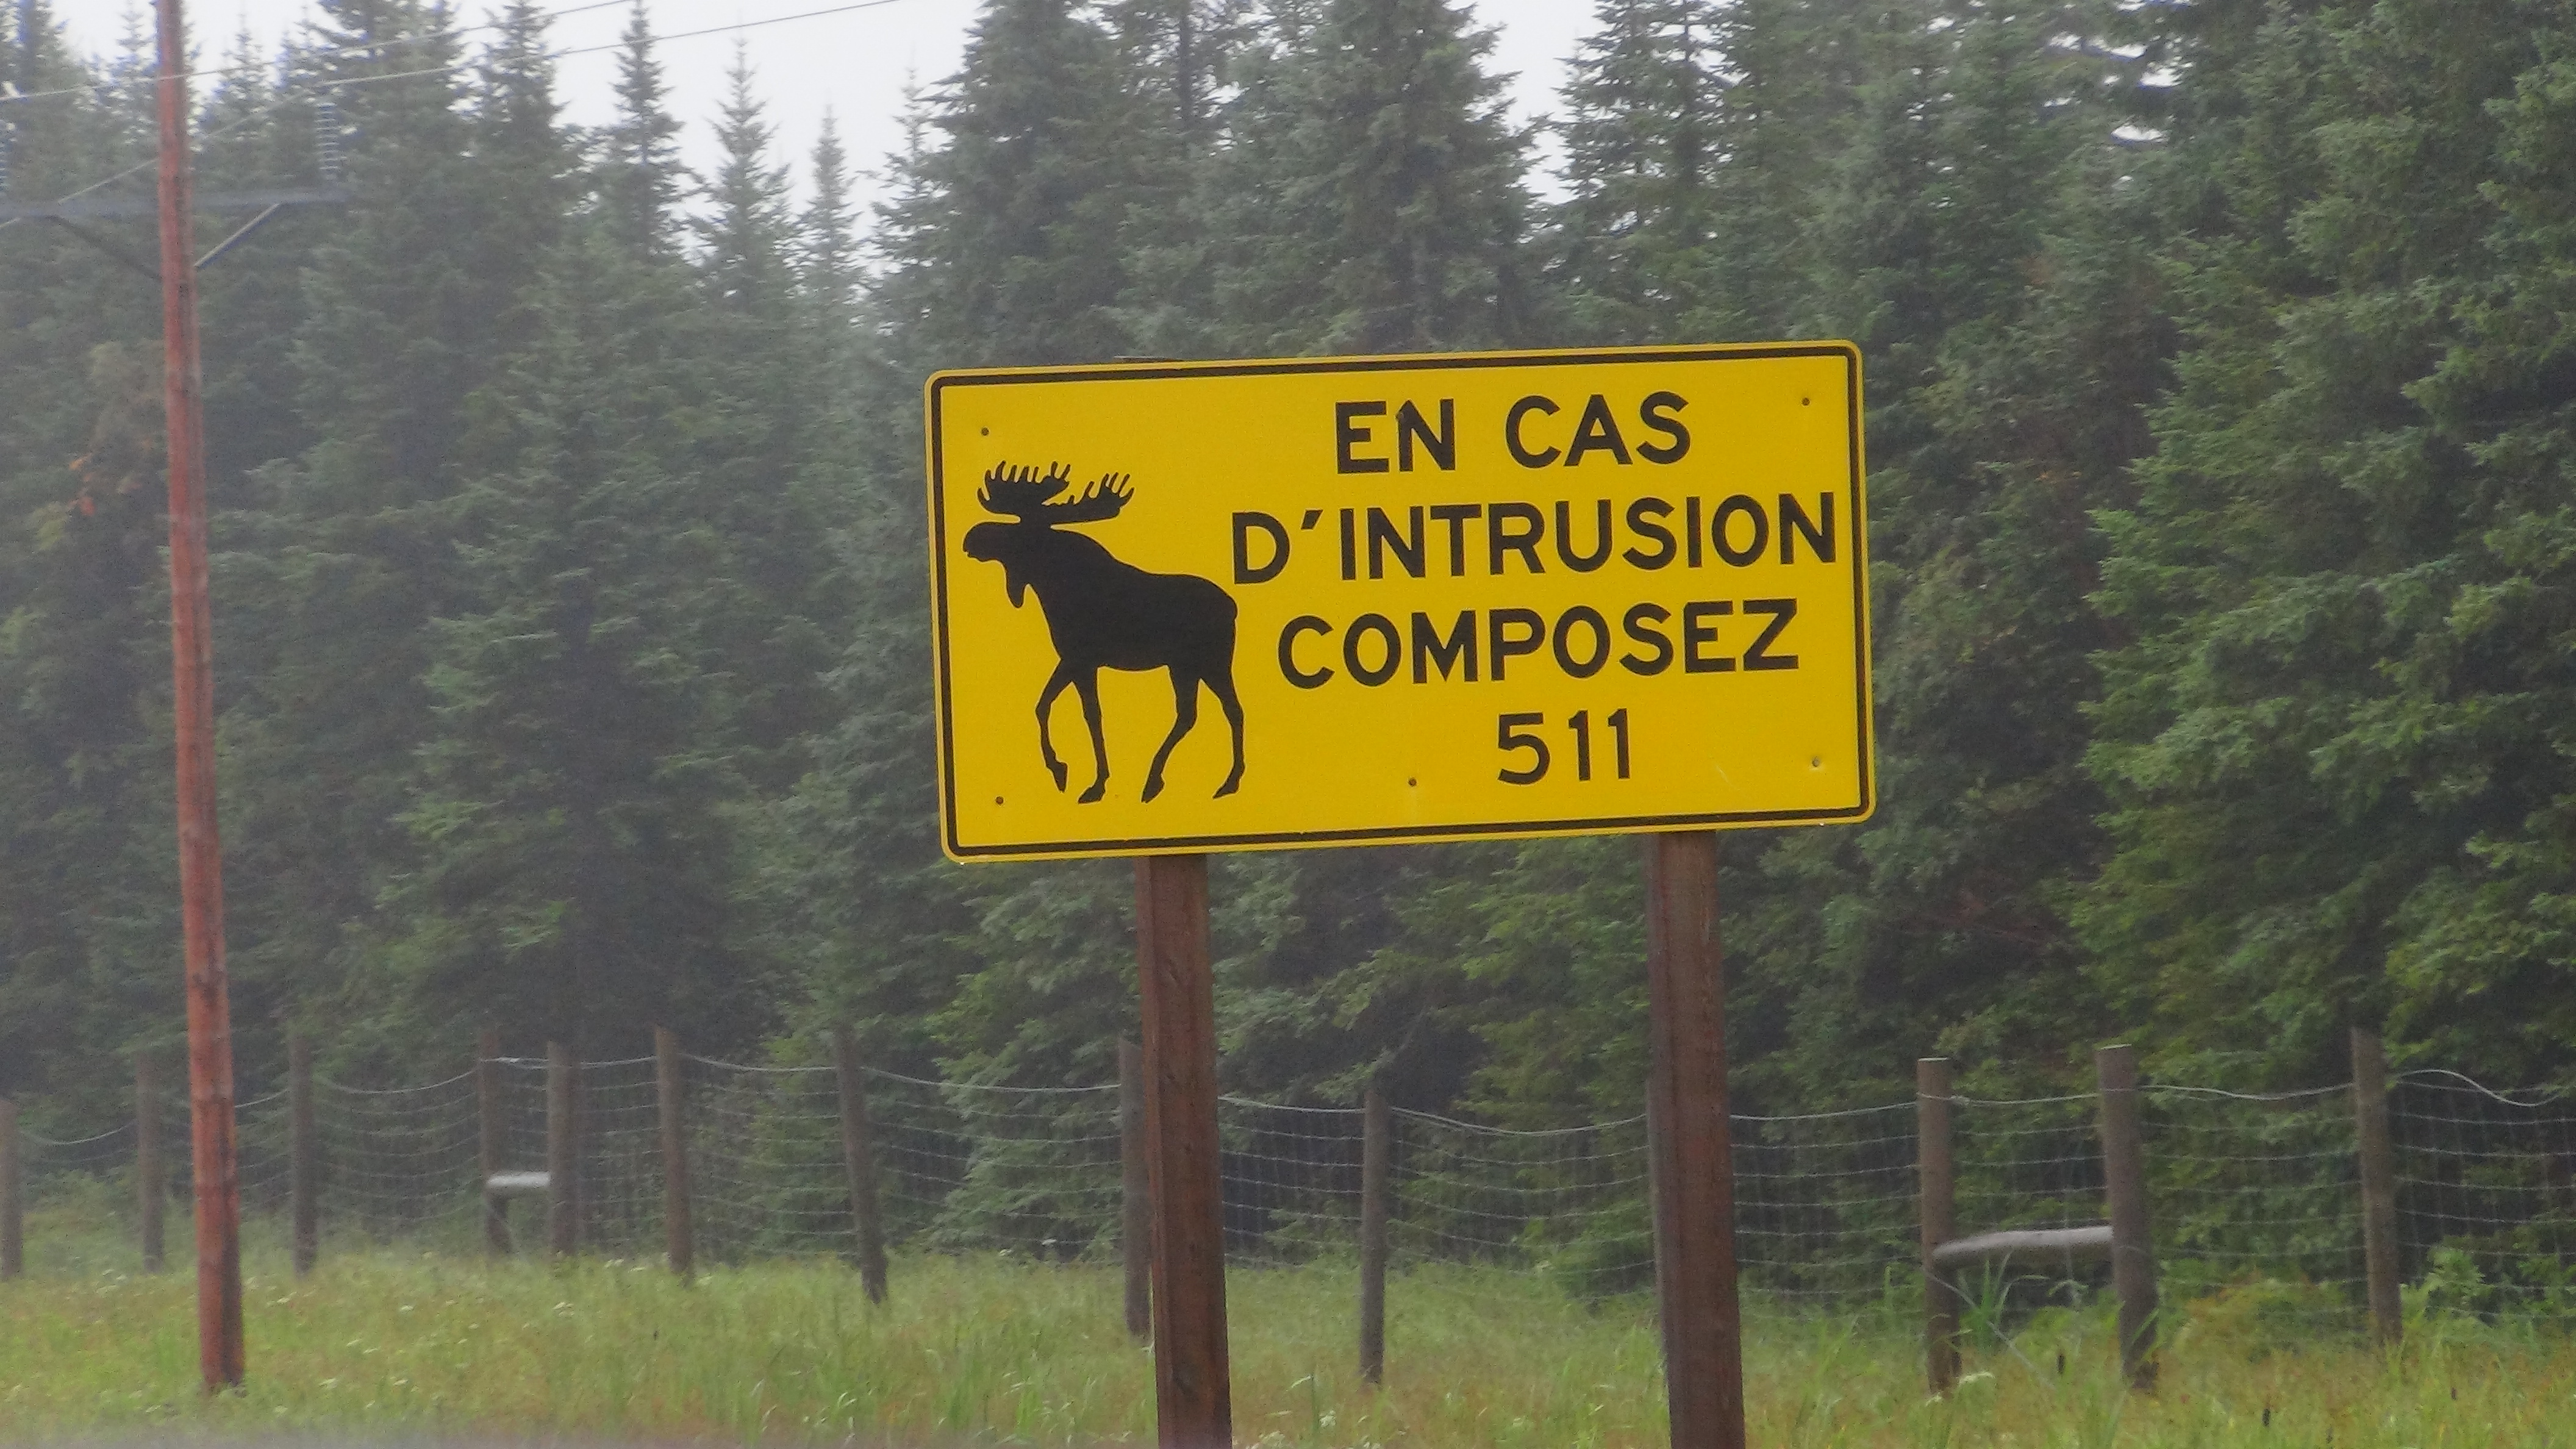 EN CAS
D'INTRUSION
COMPOSEZ
511